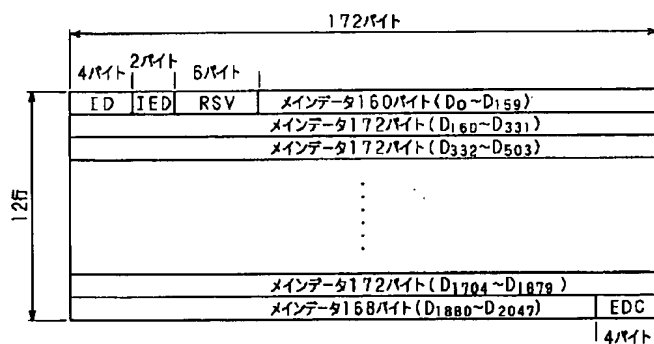 172バイト
4バイト 2バイト 6バイト
ID IED RSV メインデータ160バイト(D0~D159)
メインデータ172バイト(D160~D331)
メインデータ172バイト(D332~D503)
12行
メインデータ172バイト(D1704~D1879)
メインデータ168バイト(D1880~D2047) EDC
4バイト